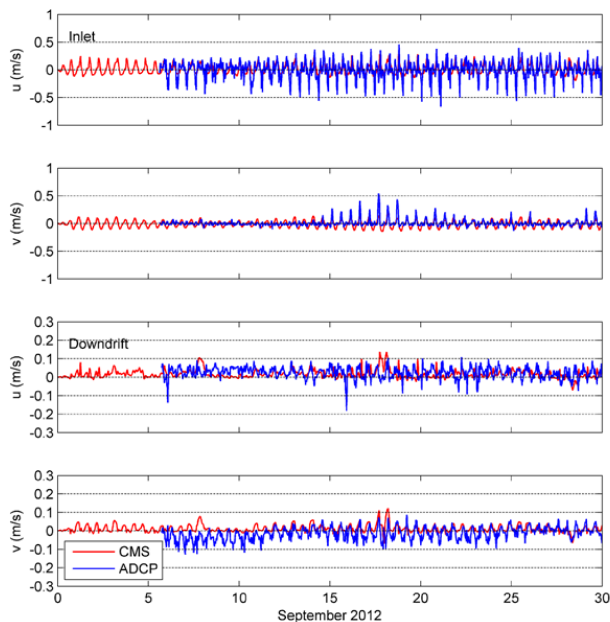 1
0.5
0
-0.5
-1
u (m/s)
Inlet
1
0.5
0
-0.5
-1
v (m/s)
0.3
0.2
0.1
0
-0.1
-0.2
-0.3
u (m/s)
Downdrift
0.3
0.2
0.1
0
-0.1
-0.2
-0.3
v (m/s)
CMS
ADCP
0 5 10 15 20 25 30
September 2012